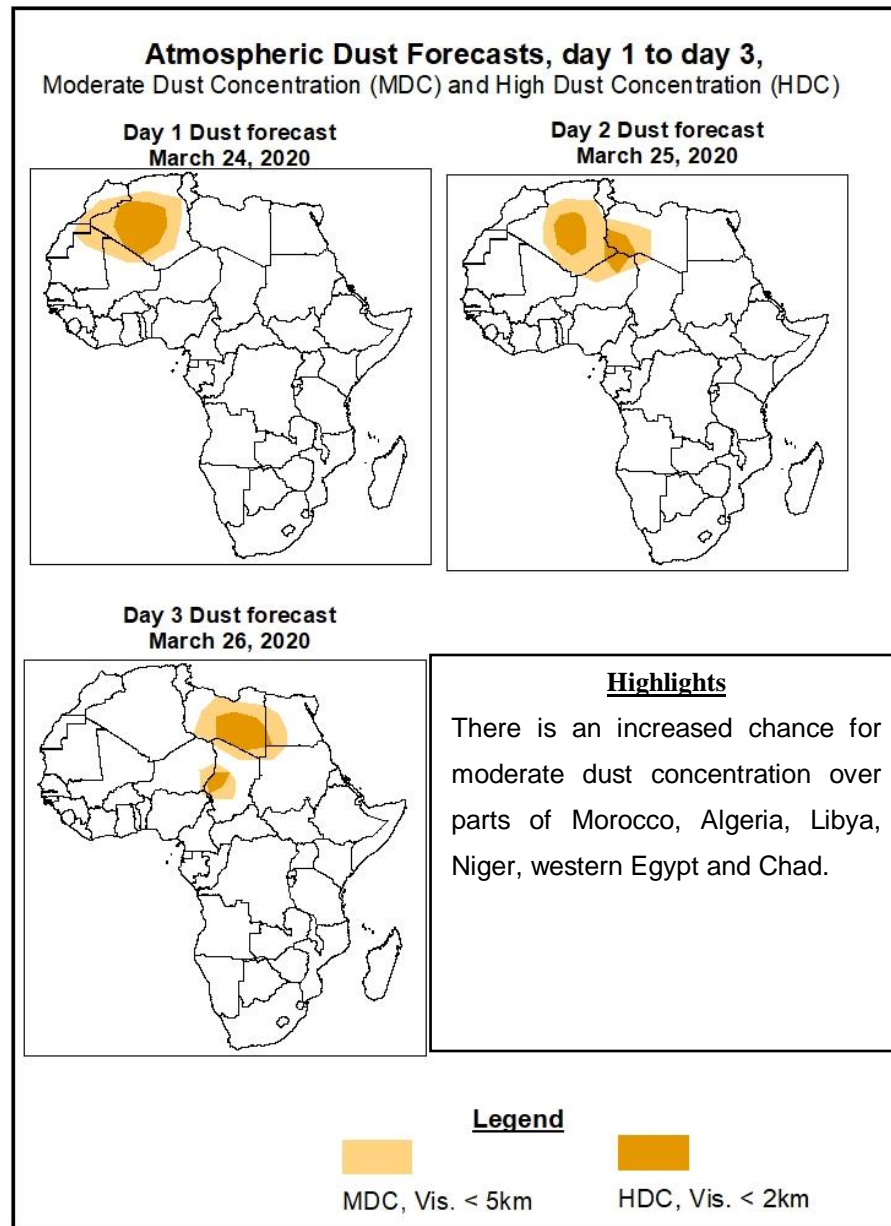 Atmospheric Dust Forecasts, day 1 to day 3,
Moderate Dust Concentration (MDC) and High Dust Concentration (HDC)
Day 1 Dust forecast
March 24, 2020
Day 2 Dust forecast
March 25, 2020
Day 3 Dust forecast
March 26, 2020
Highlights
There is an increased chance for
moderate dust concentration over
parts of Morocco, Algeria, Libya,
Niger, western Egypt and Chad.
Legend
MDC, Vis. < 5km
HDC, Vis. < 2km